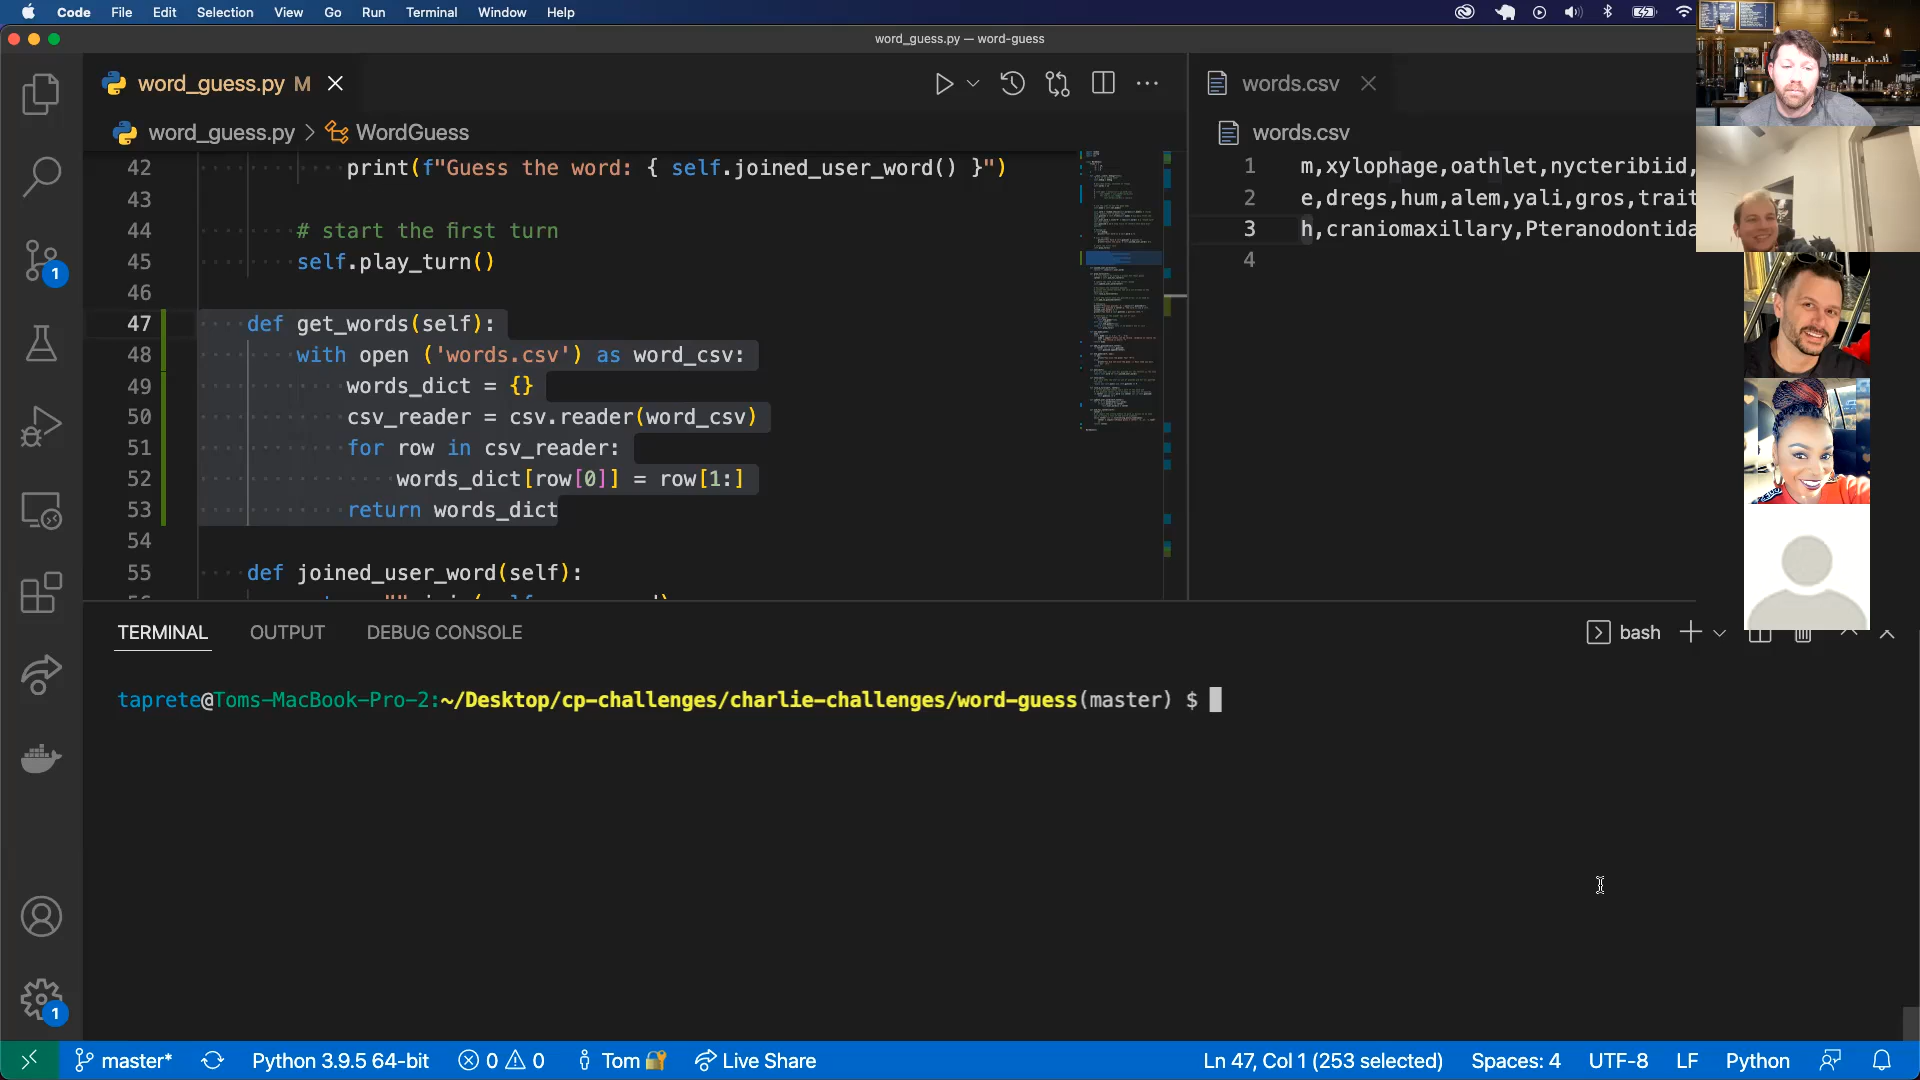 Code File Edit Selection View Go Run Terminal Window Help
word_guess.py — word-guess
word_guess.py M
words.csv
word_guess.py > WordGuess
words.csv
42 print(f"Guess the word: { self.joined_user_word() }")
43
44 # start the first turn
45 self.play_turn()
46
47 def get_words(self):
48 with open ('words.csv') as word_csv:
49 words_dict = {}
50 csv_reader = csv.reader(word_csv)
51 for row in csv_reader:
52 words_dict[row[0]] = row[1:]
53 return words_dict
54
55 def joined_user_word(self):
1 m,xylophage,oathlet,nycteribiid,
2 e,dregs,hum,alem,yali,gros,trait
3 h,craniomaxillary,Pteranodontida
4
TERMINAL OUTPUT DEBUG CONSOLE
bash
taprete@Toms-MacBook-Pro-2:~/Desktop/cp-challenges/charlie-challenges/word-guess(master) $
1
1
master* Python 3.9.5 64-bit 0 0 Tom Live Share
Ln 47, Col 1 (253 selected) Spaces: 4 UTF-8 LF Python